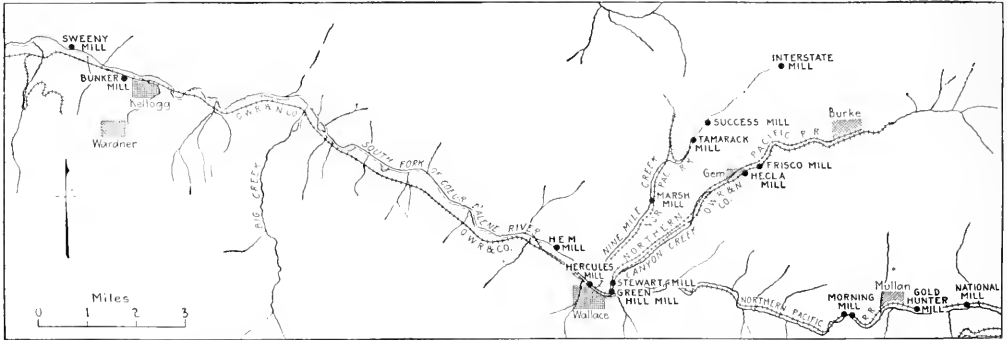 SWEENY
MILL
BUNKER
MILL
Kellogg
Wardner
O.W.R.& N.CO.
BIG CREEK
SOUTH FORK OF COEUR D'ALENE RIVER
O.W.R.& CO.
HEM
MILL
HERCULES
MILL
Wallace
STEWART MILL
GREEN
HILL MILL
NINE MILE CREEK
NOR. PAC. RY.
MARSH
MILL
TAMARACK
MILL
SUCCESS MILL
INTERSTATE
MILL
NORTHERN PACIFIC R R
CANYON CREEK
O.W.R.& N
CO.
Gem
HECLA
MILL
FRISCO MILL
Burke
NORTHERN PACIFIC R R
MORNING
MILL
Mullan
GOLD
HUNTER
MILL
NATIONAL
MILL
Miles
0 1 2 3